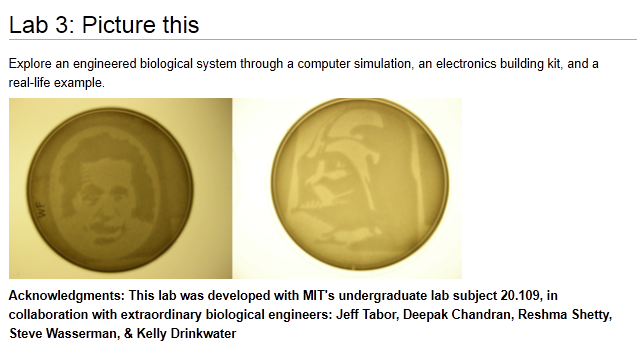 Lab 3: Picture this
Explore an engineered biological system through a computer simulation, an electronics building kit, and a
real-life example.
WF
Acknowledgments: This lab was developed with MIT's undergraduate lab subject 20.109, in
collaboration with extraordinary biological engineers: Jeff Tabor, Deepak Chandran, Reshma Shetty,
Steve Wasserman, & Kelly Drinkwater